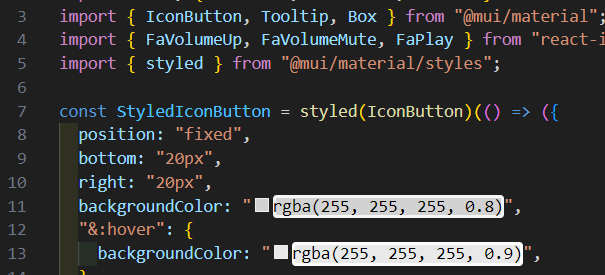 3 import { IconButton, Tooltip, Box } from "@mui/material";
4 import { FaVolumeUp, FaVolumeMute, FaPlay } from "react-i
5 import { styled } from "@mui/material/styles";
6
7 const StyledIconButton = styled(IconButton)(() => ({
8 position: "fixed",
9 bottom: "20px",
10 right: "20px",
11 backgroundColor: "rgba(255, 255, 255, 0.8)",
12 "&:hover": {
13 backgroundColor: "rgba(255, 255, 255, 0.9)",